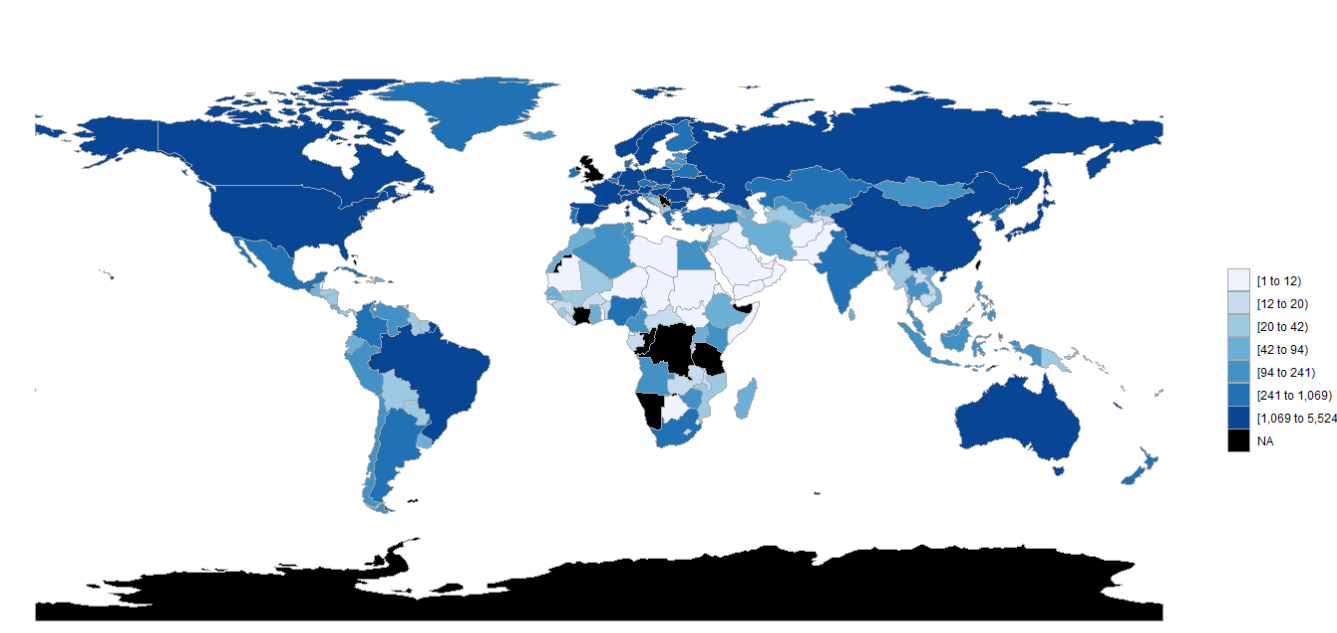 [1 to 12)
[12 to 20)
[20 to 42)
[42 to 94)
[94 to 241)
[241 to 1,069)
[1,069 to 5,524
NA